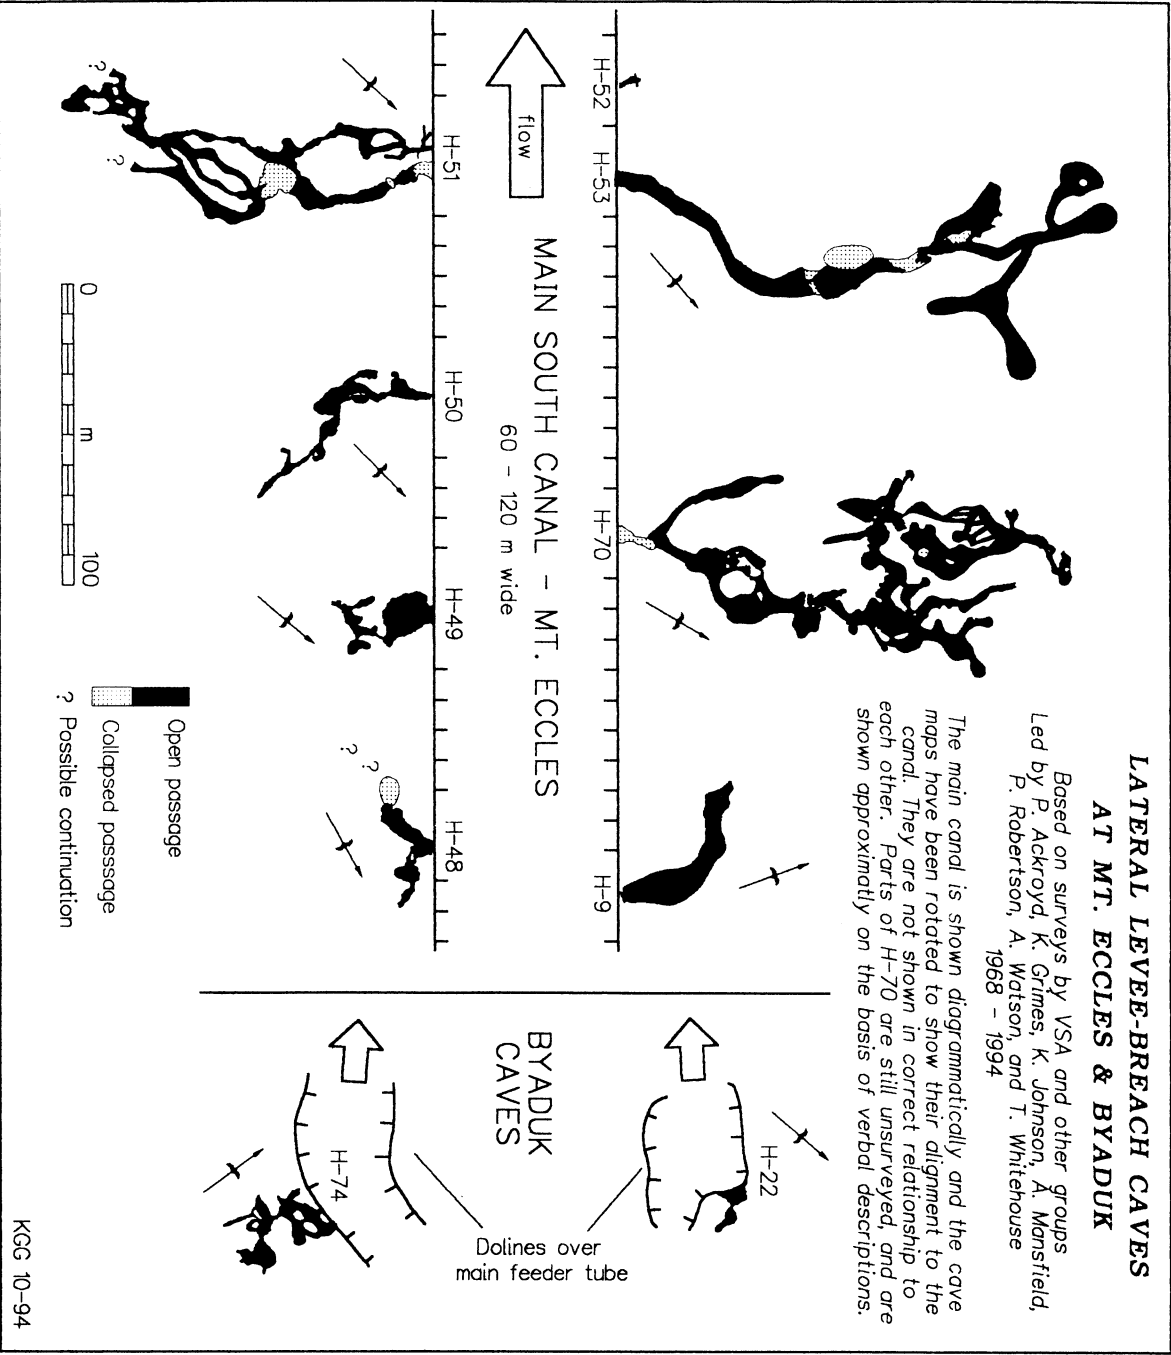 LATERAL LEVEE-BREACH CAVES
AT MT. ECCLES & BYADUK
Based on surveys by VSA and other groups
Led by P. Ackroyd, K. Grimes, K. Johnson, A. Mansfield,
P. Robertson, A. Watson, and T. Whitehouse
1968 - 1994
The main canal is shown diagrammatically and the cave
maps have been rotated to show their alignment to the
canal. They are not shown in correct relationship to
each other. Parts of H-70 are still unsurveyed, and are
shown approximatly on the basis of verbal descriptions.
H-52
H-53
H-70
H-9
flow
MAIN SOUTH CANAL - MT. ECCLES
60 - 120 m wide
H-51
H-50
H-49
H-48
?
?
?
?
0
m
100
Open passage
Collapsed passsage
? Possible continuation
BYADUK
CAVES
H-22
H-74
Dolines over
main feeder tube
KGG 10-94